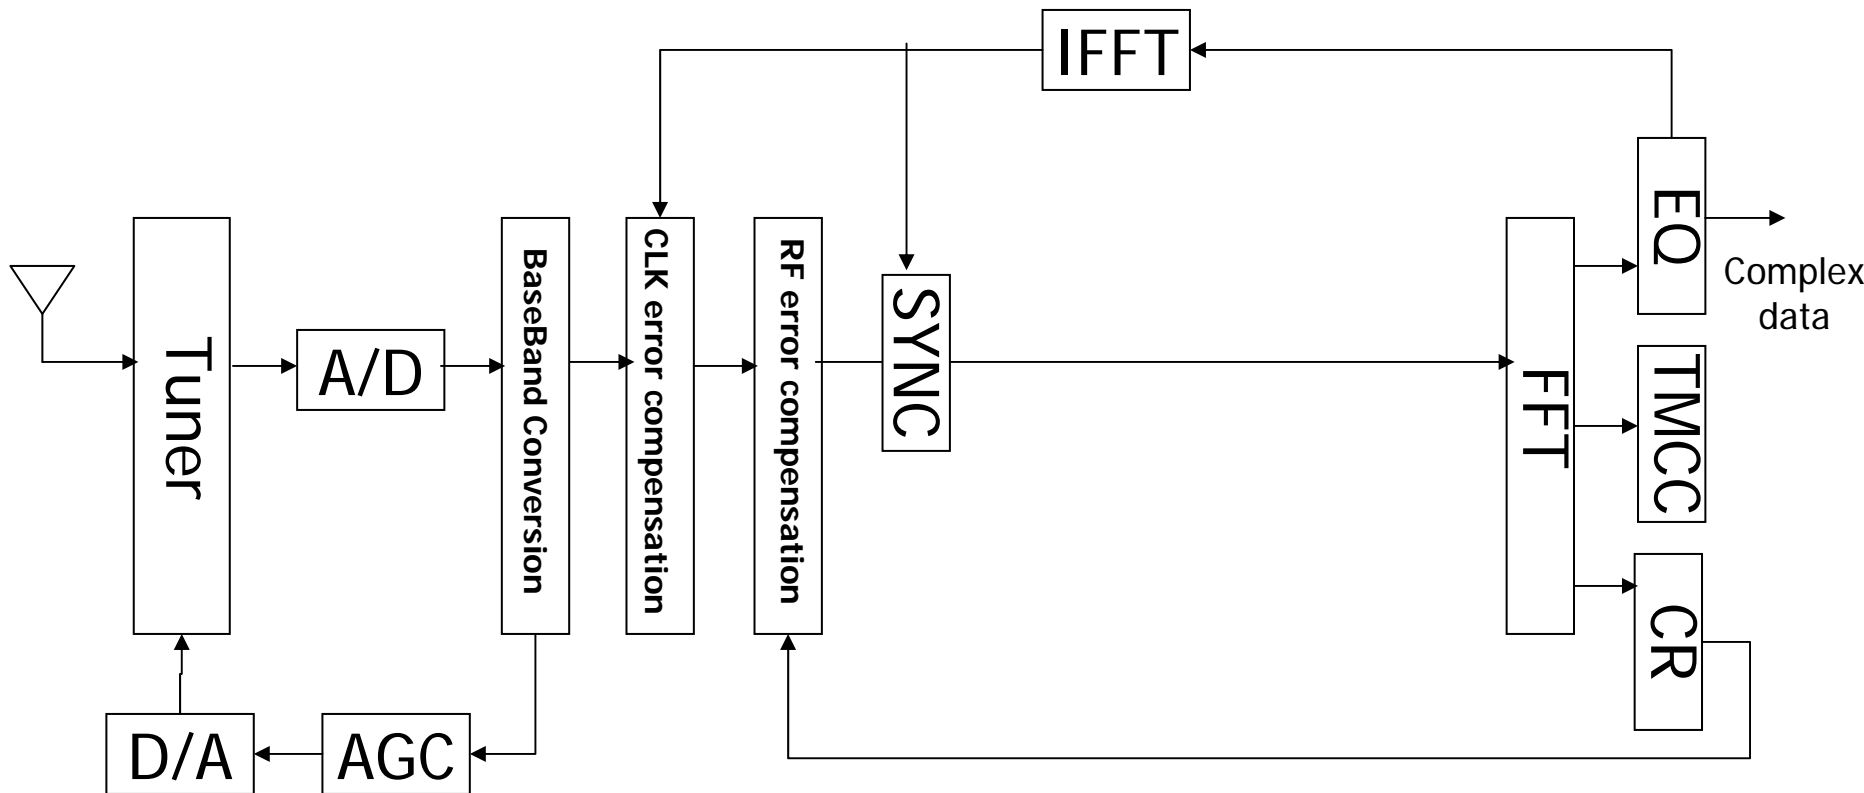 IFFT
Tuner
A/D
BaseBand Conversion
CLK error compensation
RF error compensation
SYNC
FFT
EQ
Complex
data
TMCC
CR
D/A
AGC